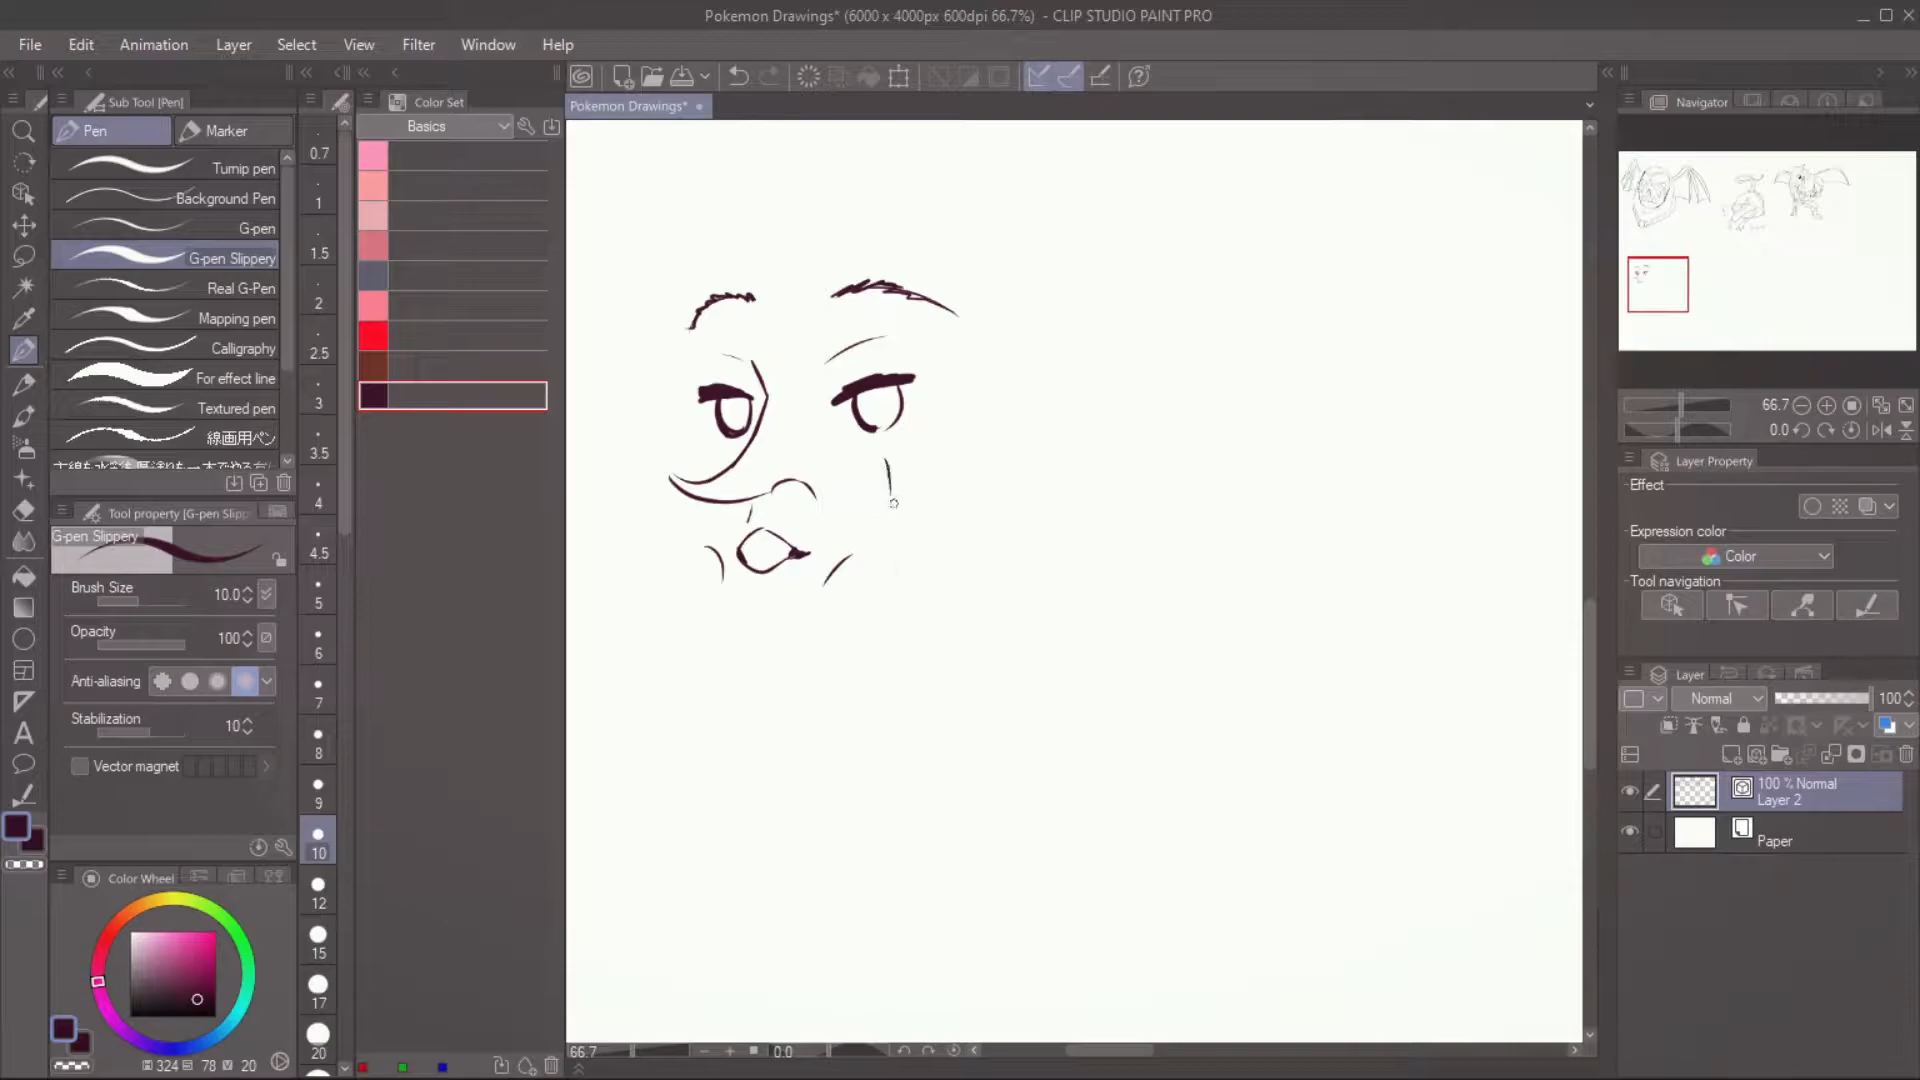 Pokemon Drawings* (6000 x 4000px 600dpi 66.7%) - CLIP STUDIO PAINT PRO
File Edit Animation Layer Select View Filter Window Help
Sub Tool [Pen]
Color Set
Pokemon Drawings*
Navigator
Pen Marker
Basics
Turnip pen
Background Pen
G-pen
G-pen Slippery
Real G-Pen
Mapping pen
Calligraphy
For effect line
Textured pen
線画用ペン
0.7
1
1.5
2
2.5
3
3.5
4
4.5
5
6
7
8
9
10
12
15
17
20
Tool property [G-pen Slipp
G-pen Slippery
Brush Size 10.0
Opacity 100
Anti-aliasing
Stabilization 10
Vector magnet
Color Wheel
324 78 V 20
66.7 0.0
66.7
0.0
Layer Property
Effect
Expression color
Color
Tool navigation
Layer
Normal 100
100 % Normal
Layer 2
Paper